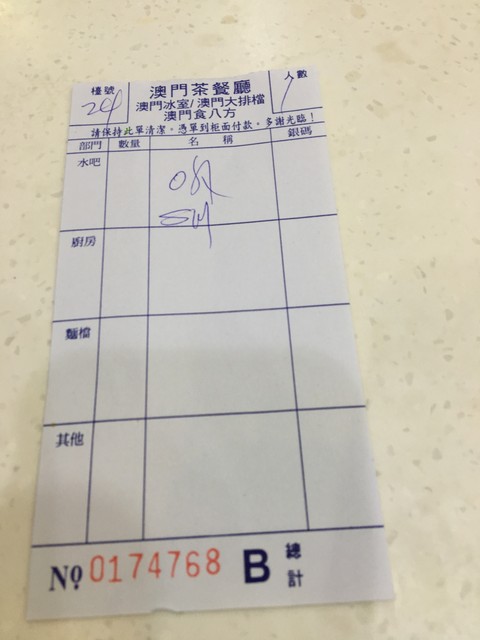 檯號 24
澳門茶餐廳
澳門冰室/澳門大排檔
澳門食八方
人數 1
請保持此單清潔。憑單到柜面付款。多謝光臨！
部門 數量 名稱 銀碼
水吧
廚房
麵檔
其他
№ 0174768 B 總計